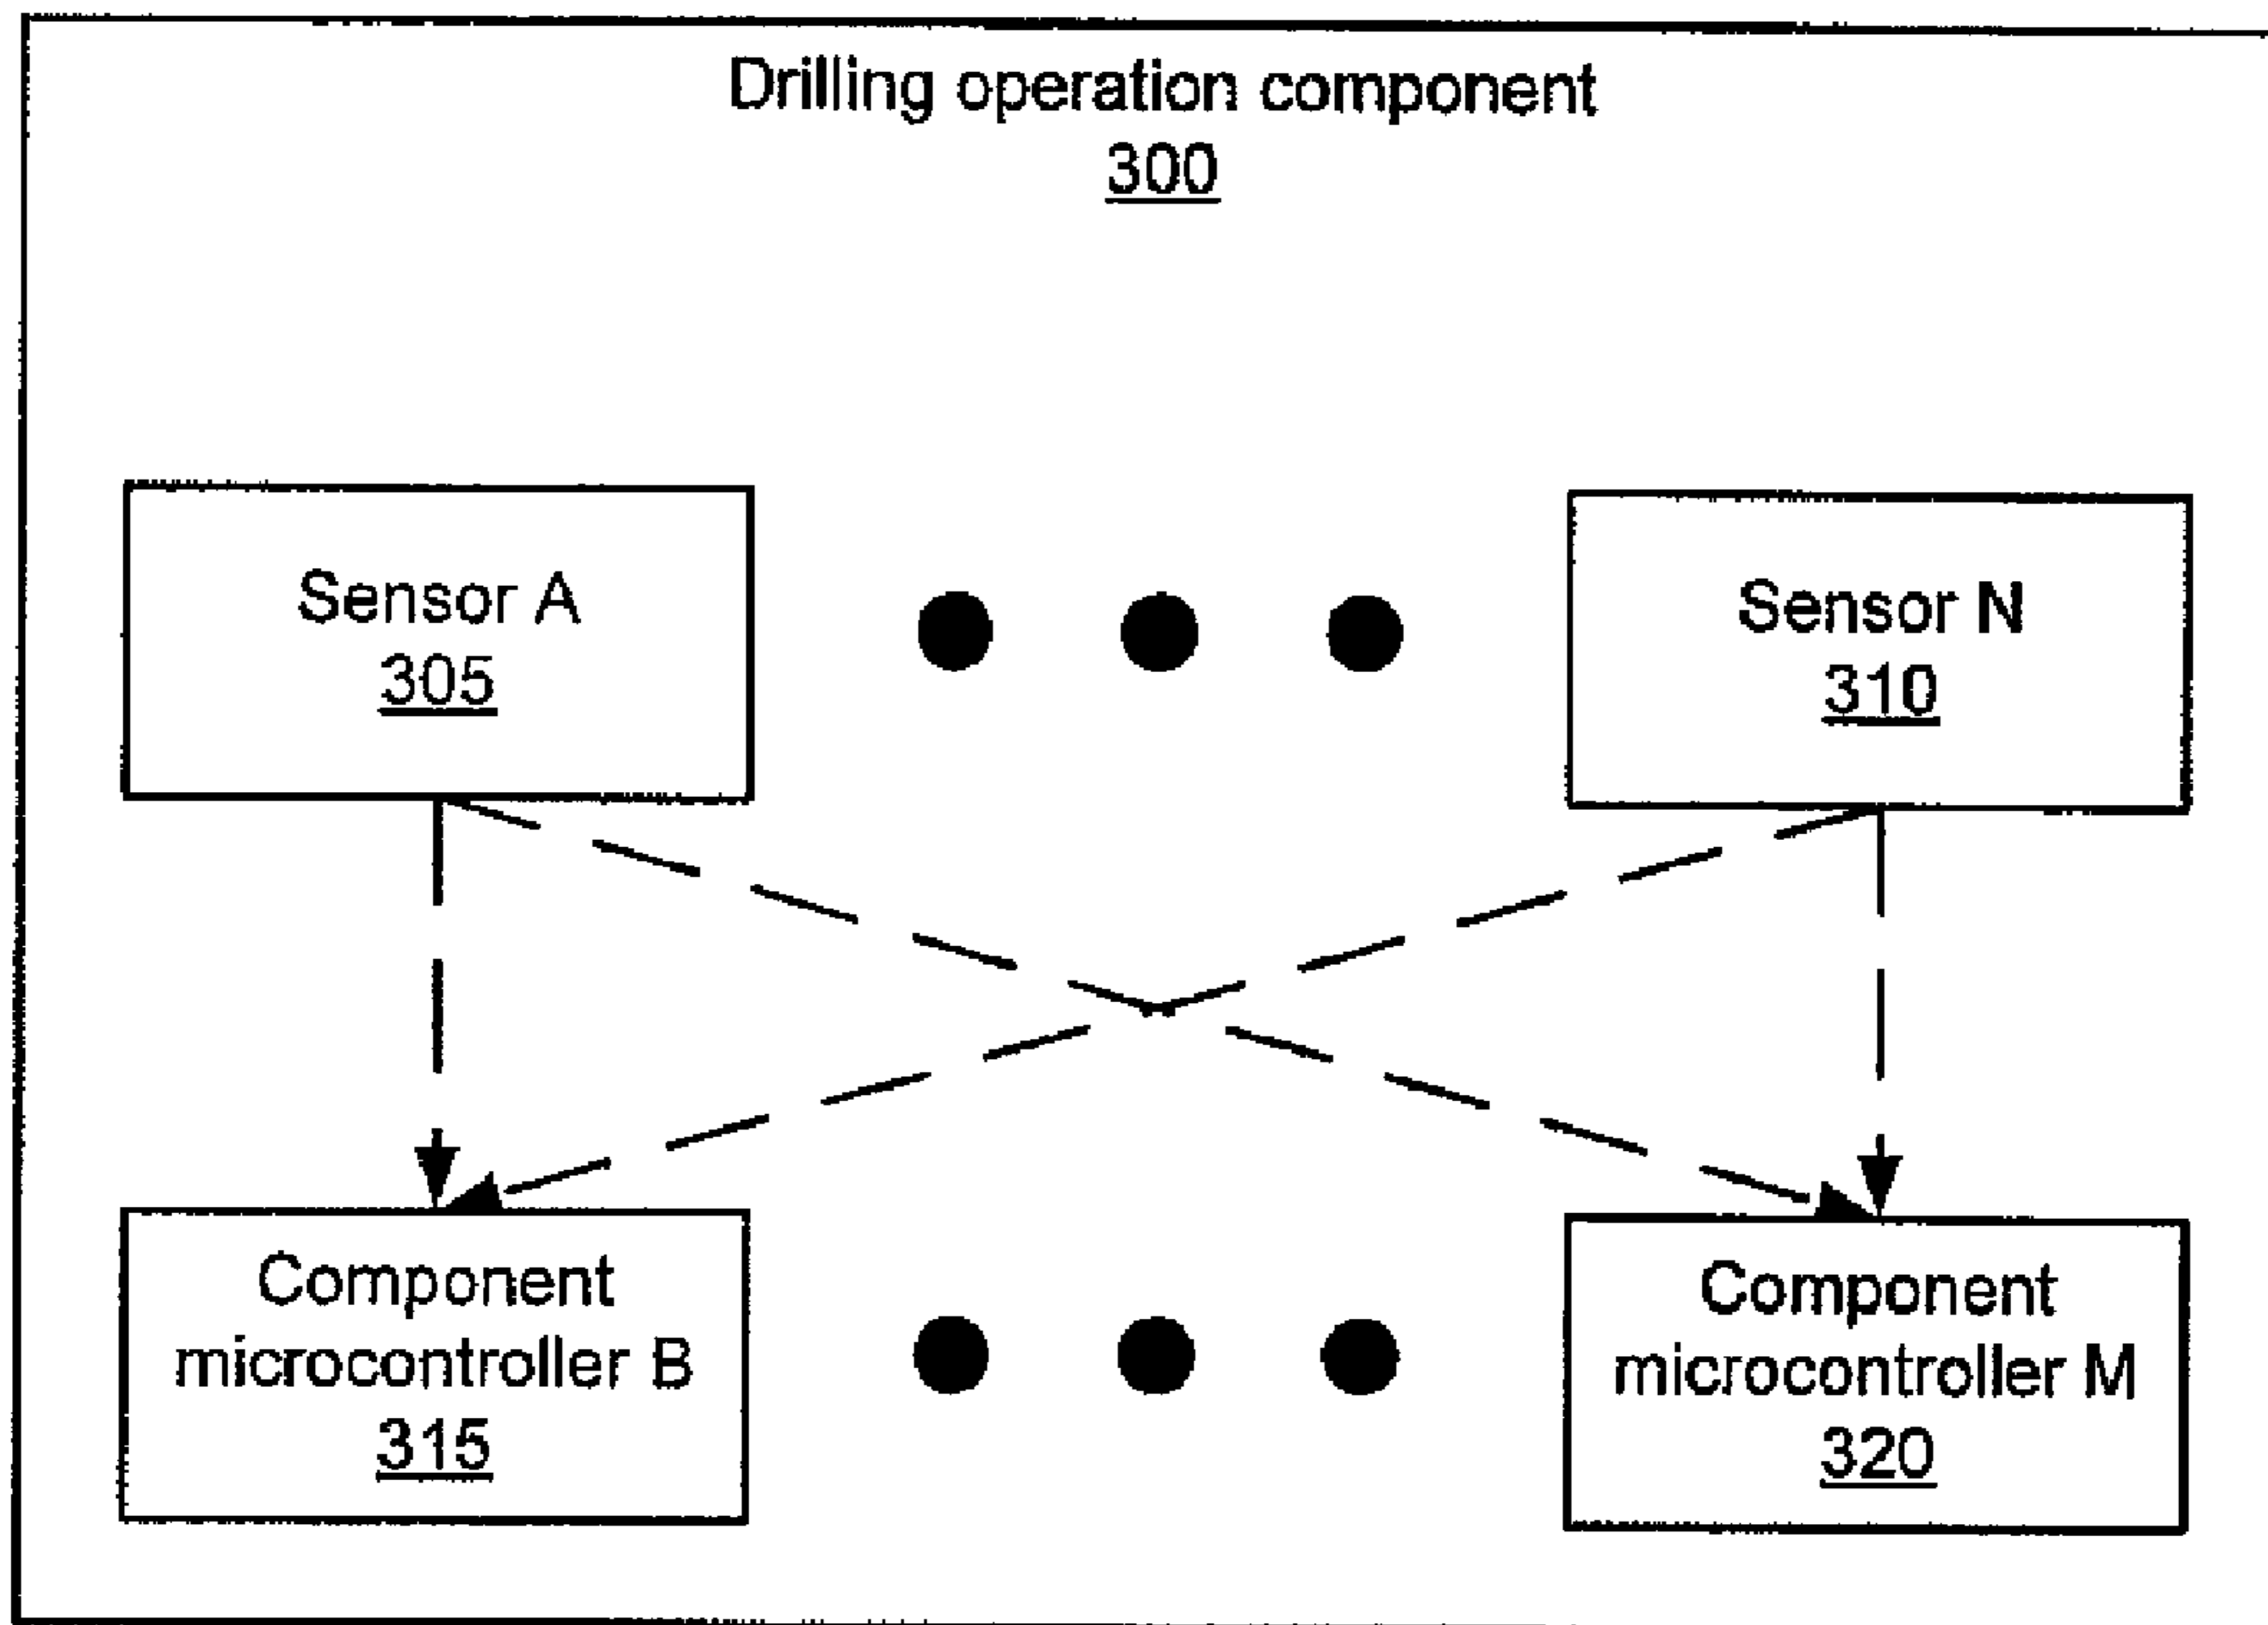 Drilling operation component
300
Sensor A
305
Sensor N
310
Component
microcontroller B
315
Component
microcontroller M
320